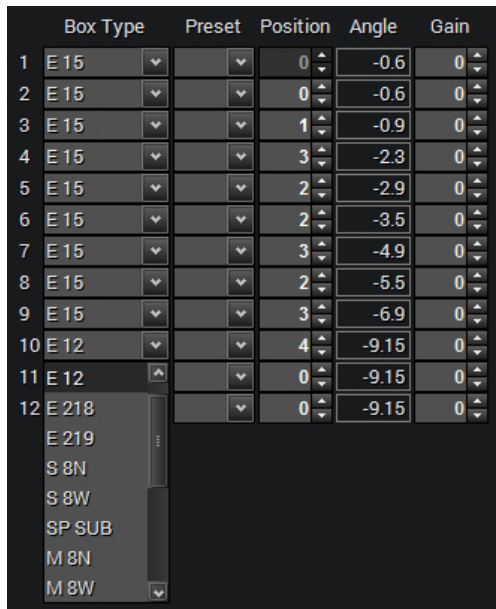 Box Type Preset Position Angle Gain
1 E 15 0 -0.6 0
2 E 15 0 -0.6 0
3 E 15 1 -0.9 0
4 E 15 3 -2.3 0
5 E 15 2 -2.9 0
6 E 15 2 -3.5 0
7 E 15 3 -4.9 0
8 E 15 2 -5.5 0
9 E 15 3 -6.9 0
10 E 12 4 -9.15 0
11 E 12 0 -9.15 0
12 E 218 0 -9.15 0
E 219
S 8N
S 8W
SP SUB
M 8N
M 8W